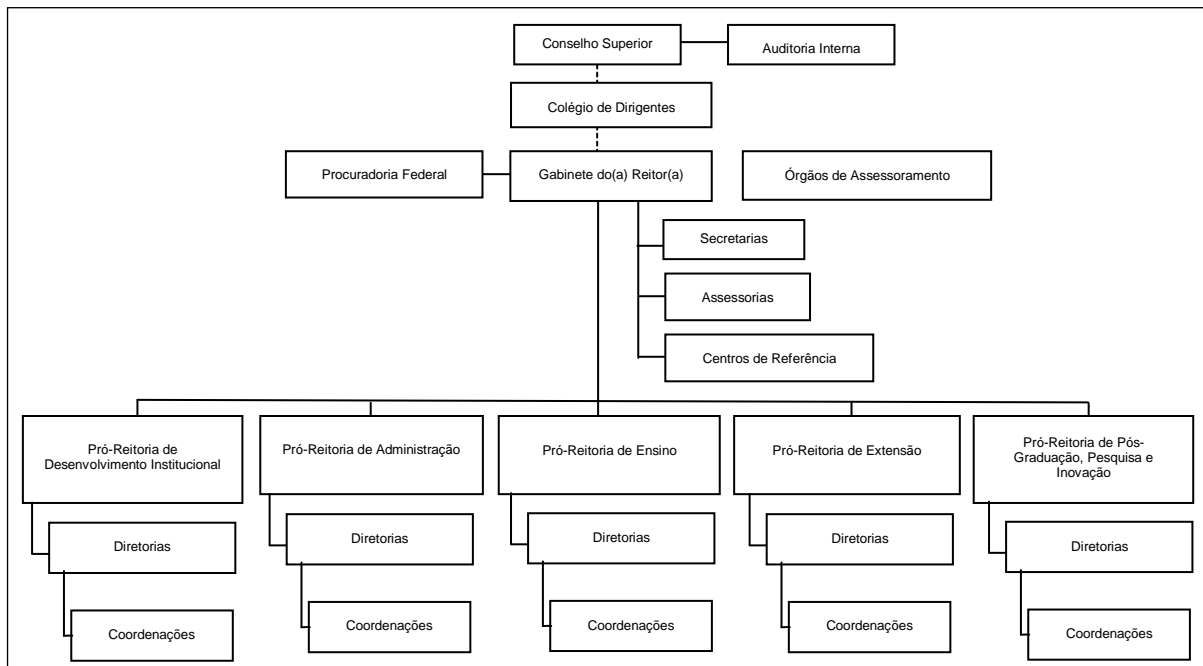 Conselho Superior
Auditoria Interna
Colégio de Dirigentes
Procuradoria Federal
Gabinete do(a) Reitor(a)
Órgãos de Assessoramento
Secretarias
Assessorias
Centros de Referência
Pró-Reitoria de
Desenvolvimento Institucional
Pró-Reitoria de Administração
Pró-Reitoria de Ensino
Pró-Reitoria de Extensão
Pró-Reitoria de Pós-
Graduação, Pesquisa e
Inovação
Diretorias
Diretorias
Diretorias
Diretorias
Diretorias
Coordenações
Coordenações
Coordenações
Coordenações
Coordenações